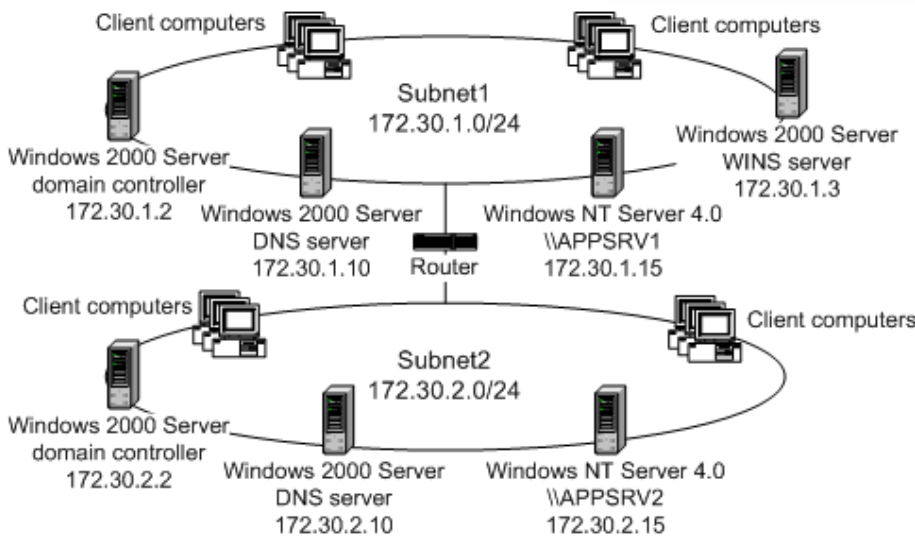 Client computers
Client computers
Subnet1
172.30.1.0/24
Windows 2000 Server
domain controller
172.30.1.2
Windows 2000 Server
WINS server
172.30.1.3
Windows 2000 Server
DNS server
172.30.1.10
Windows NT Server 4.0
\\APPSRV1
172.30.1.15
Router
Client computers
Client computers
Subnet2
172.30.2.0/24
Windows 2000 Server
domain controller
172.30.2.2
Windows 2000 Server
DNS server
172.30.2.10
Windows NT Server 4.0
\\APPSRV2
172.30.2.15